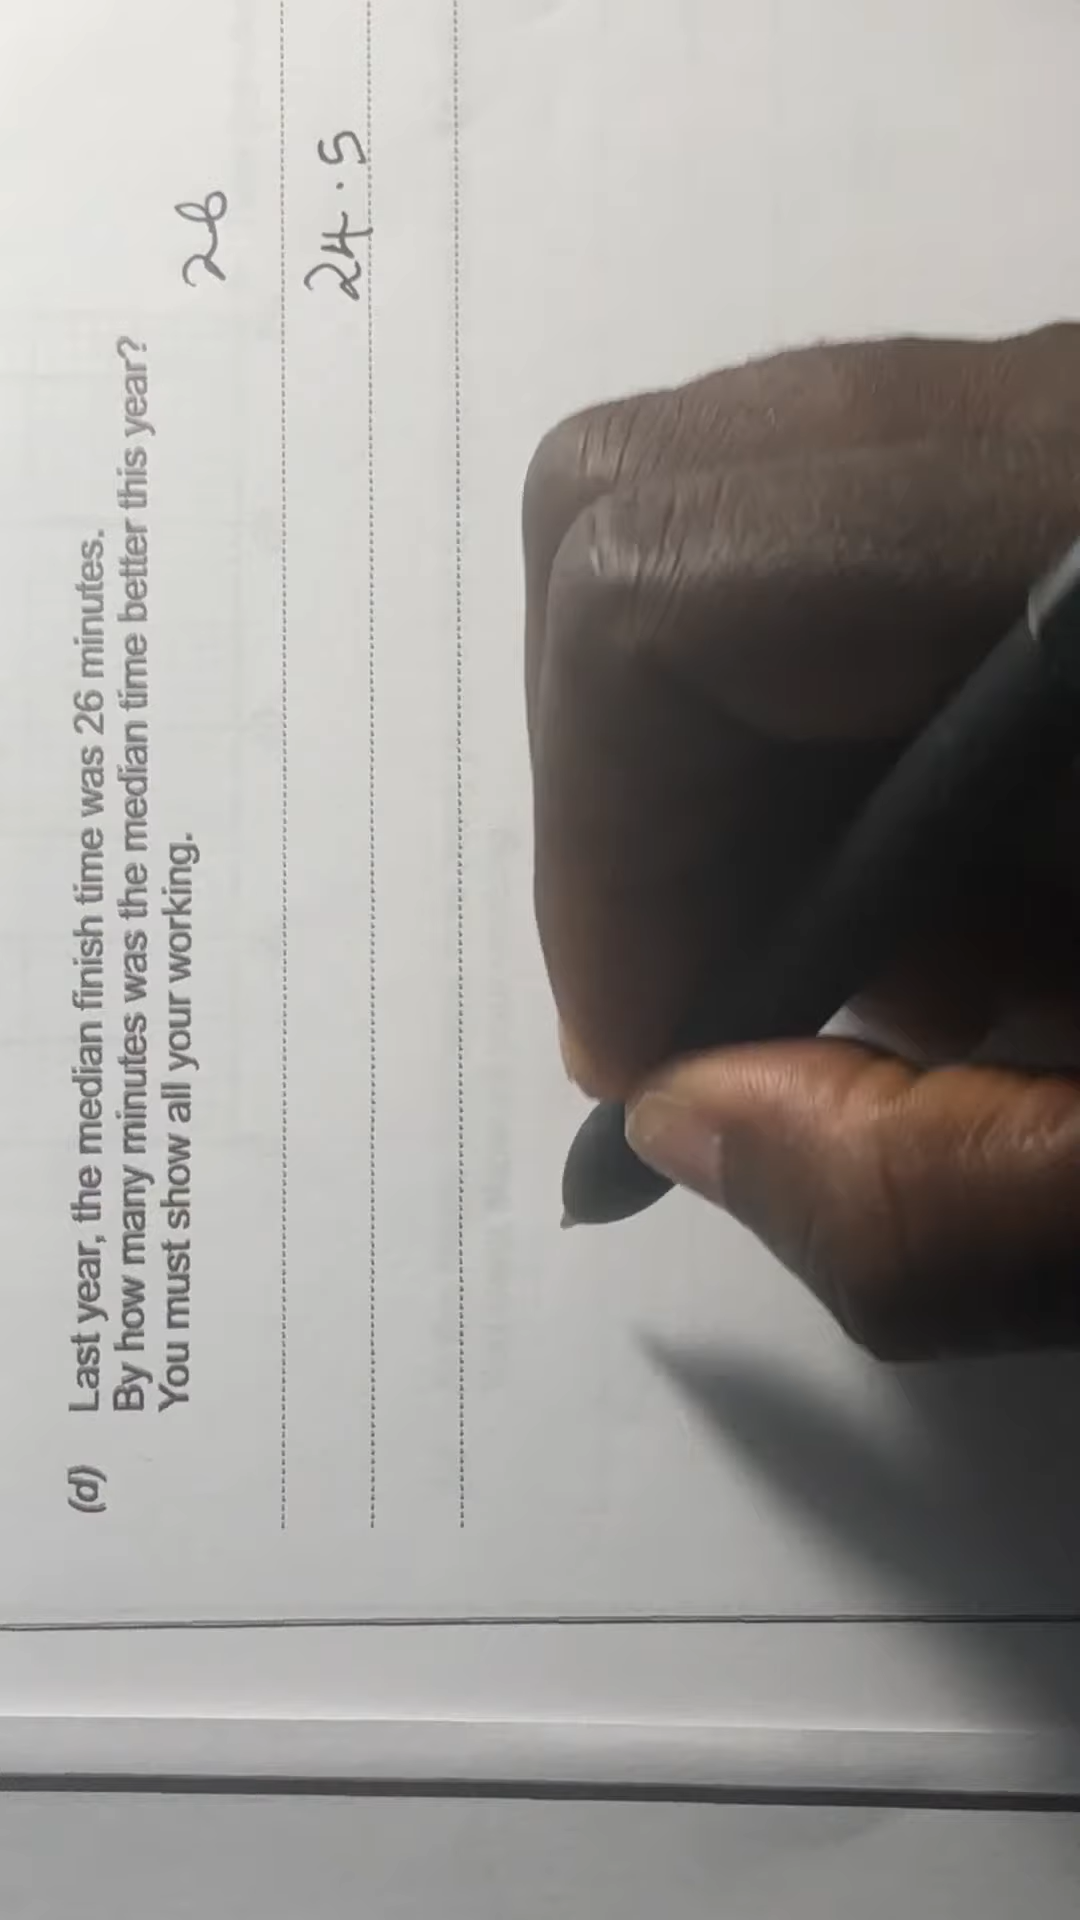 (d) Last year, the median finish time was 26 minutes.
By how many minutes was the median time better this year?
You must show all your working.
26
24.5